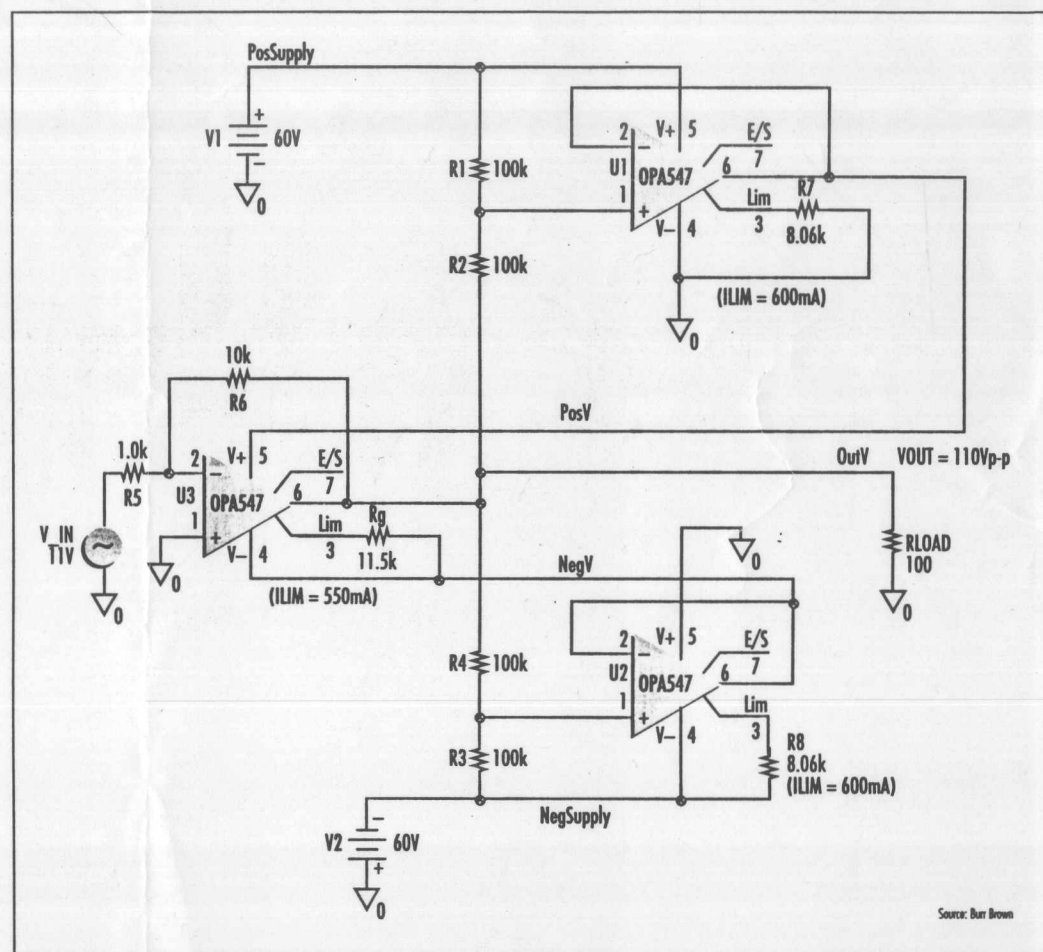 PosSupply
V1
+
60V
−
0
R1
100k
R2
100k
2
−
V+
5
E/S
7
U1
OPA547
6
1
+
V−
4
Lim
3
R7
8.06k
(ILIM = 600mA)
0
10k
R6
PosV
1.0k
R5
2
−
V+
5
E/S
7
U3
OPA547
6
1
+
V−
4
Lim
3
Rg
11.5k
(ILIM = 550mA)
V_IN
T1V
0
0
OutV
VOUT = 110Vp-p
RLOAD
100
0
NegV
0
R4
100k
R3
100k
2
−
V+
5
E/S
7
U2
OPA547
6
1
+
V−
4
Lim
3
R8
8.06k
(ILIM = 600mA)
NegSupply
V2
−
60V
+
0
Source: Burr Brown